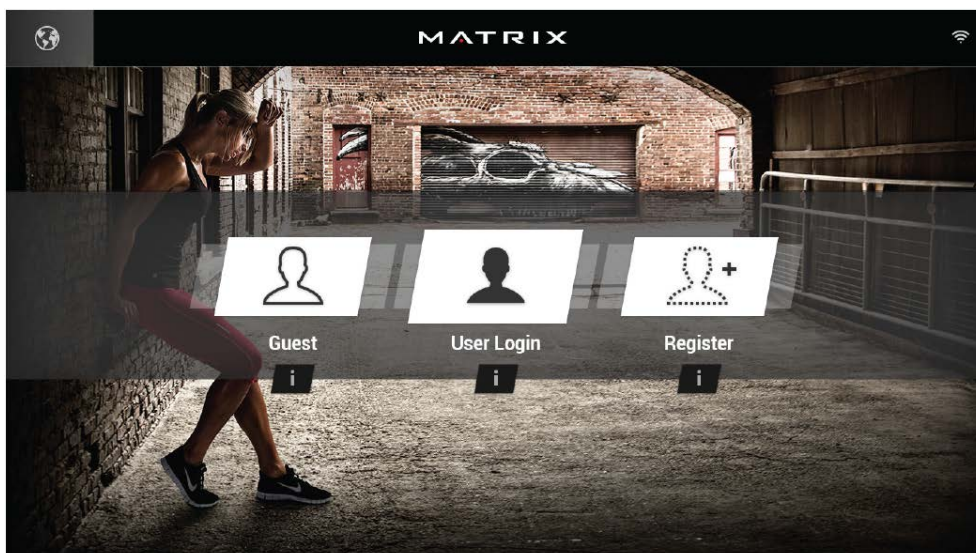 MATRIX
Guest
User Login
Register
i
i
i